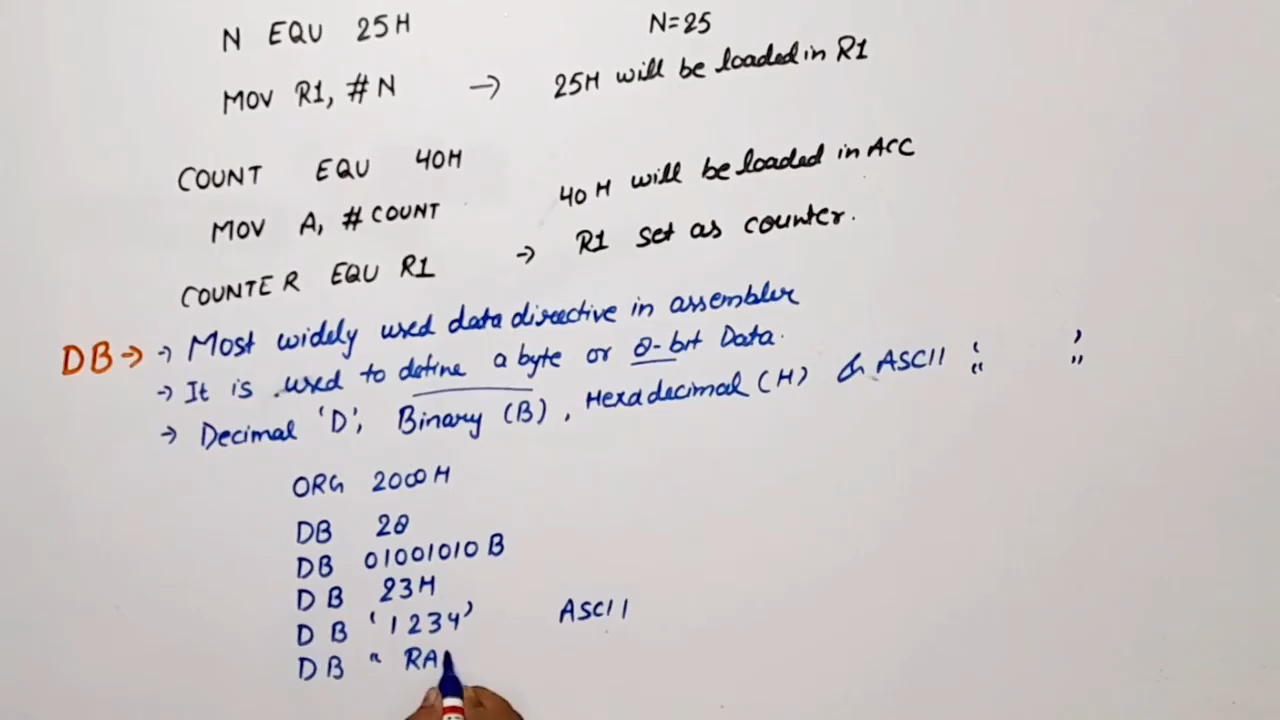 N EQU 25H N=25
MOV R1, #N → 25H will be loaded in R1
COUNT EQU 40H
MOV A, # COUNT 40H will be loaded in ACC
COUNTER EQU R1 → R1 set as counter.
DB → → Most widely used data directive in assembler
→ It is used to define a byte or 8-bit Data.
→ Decimal 'D', Binary (B), Hexadecimal (H) & ASCII ' '
" "
ORG 2000H
DB 28
DB 01001010 B
DB 23H
DB '1234' ASCII
DB " RA